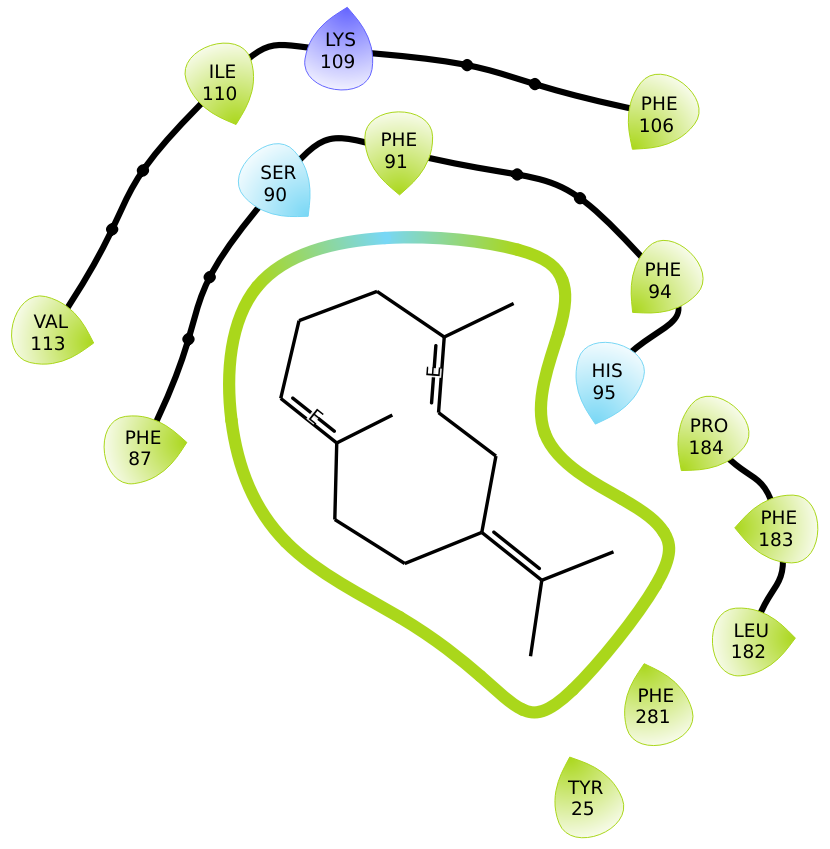 LYS
109
ILE
110
PHE
106
PHE
91
SER
90
PHE
94
VAL
113
HIS
95
E
E
PHE
87
PRO
184
PHE
183
LEU
182
PHE
281
TYR
25